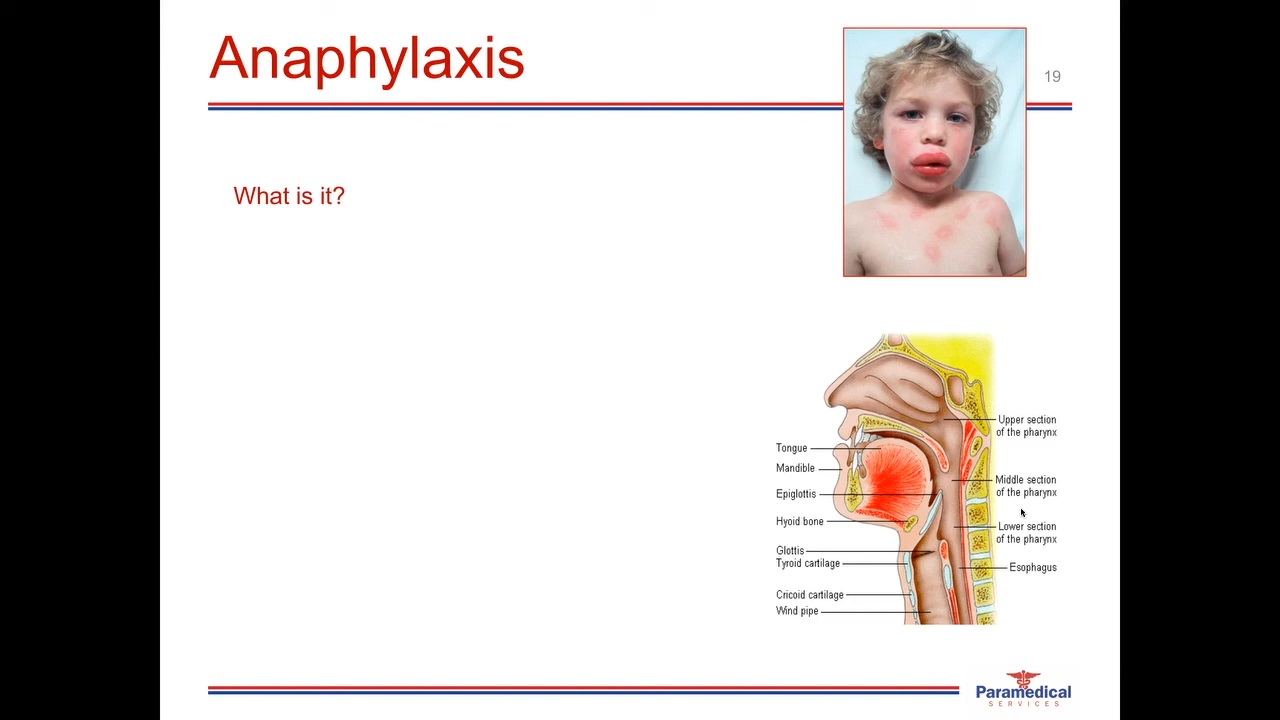 Anaphylaxis
19
What is it?
Upper section
of the pharynx
Tongue
Mandible
Middle section
of the pharynx
Epiglottis
Hyoid bone
Lower section
of the pharynx
Glottis
Tyroid cartilage
Esophagus
Cricoid cartilage
Wind pipe
Paramedical
SERVICES